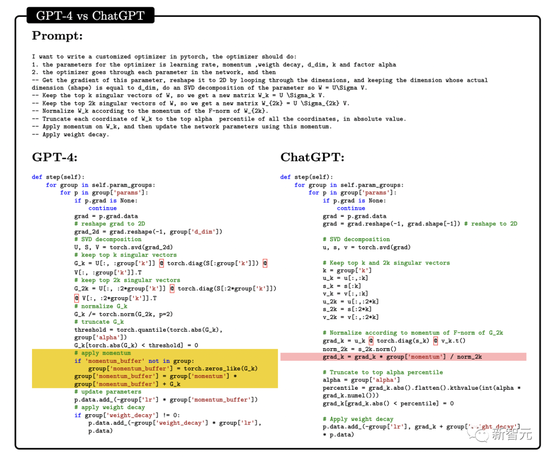 GPT-4 vs ChatGPT
Prompt:
I want to write a customized optimizer in pytorch, the optimizer should do:
1. the parameters for the optimizer is learning rate, momentum ,weigth decay, d_dim, k and factor alpha
2. the optimizer goes through each parameter in the network, and then
-- Get the gradient of this parameter, reshape it to 2D by looping through the dimensions, and keeping the dimension whose actual
dimension (shape) is equal to d_dim, do an SVD decomposition of the parameter so W = U\Sigma V.
-- Keep the top k singular vectors of W, so we get a new matrix W_k = U \Sigma_k V.
-- Keep the top 2k singular vectors of W, so we get a new matrix W_{2k} = U \Sigma_{2k} V.
-- Normalize W_k according to the momentum of the F-norm of W_{2k}.
-- Truncate each coordinate of W_k to the top alpha  percentile of all the coordinates, in absolute value.
-- Apply momentum on W_k, and then update the network parameters using this momentum.
-- Apply weight decay.
GPT-4:
def step(self):
for group in self.param_groups:
for p in group['params']:
if p.grad is None:
continue
grad = p.grad.data
# reshape grad to 2D
grad_2d = grad.reshape(-1, group['d_dim'])
# SVD decomposition
U, S, V = torch.svd(grad_2d)
# keep top k singular vectors
G_k = U[:, :group['k']] @ torch.diag(S[:group['k']]) @
V[:, :group['k']].T
# keep top 2k singular vectors
G_2k = U[:, :2*group['k']] @ torch.diag(S[:2*group['k']])
@ V[:, :2*group['k']].T
# normalize G_k
G_k /= torch.norm(G_2k, p=2)
# truncate G_k
threshold = torch.quantile(torch.abs(G_k),
group['alpha'])
G_k[torch.abs(G_k) < threshold] = 0
# apply momentum
if 'momentum_buffer' not in group:
group['momentum_buffer'] = torch.zeros_like(G_k)
group['momentum_buffer'] = group['momentum'] *
group['momentum_buffer'] + G_k
# update parameters
p.data.add_(-group['lr'] * group['momentum_buffer'])
# apply weight decay
if group['weight_decay'] != 0:
p.data.add_(-group['weight_decay'] * group['lr'],
p.data)
ChatGPT:
def step(self):
for group in self.param_groups:
for p in group['params']:
if p.grad is None:
continue
grad = p.grad.data
grad = grad.reshape(-1, grad.shape[-1]) # reshape to 2D
# SVD decomposition
u, s, v = torch.svd(grad)
# Keep top k and 2k singular vectors
k = group['k']
u_k = u[:,:k]
s_k = s[:k]
v_k = v[:,:k]
u_2k = u[:,:2*k]
s_2k = s[:2*k]
v_2k = v[:,:2*k]
# Normalize according to momentum of F-norm of G_2k
grad_k = u_k @ torch.diag(s_k) @ v_k.t()
norm_2k = s_2k.norm()
grad_k = grad_k * group['momentum'] / norm_2k
# Truncate to top alpha percentile
alpha = group['alpha']
percentile = grad_k.abs().flatten().kthvalue(int(alpha *
grad_k.numel()))
grad_k[grad_k.abs() < percentile] = 0
# Apply weight decay
p.data.add_(-group['lr'], grad_k + group['weight_decay']
* p.data)
新智元